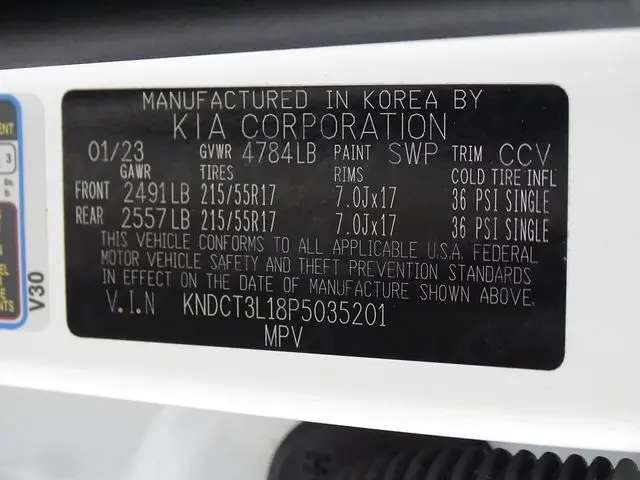 MANUFACTURED IN KOREA BY
KIA CORPORATION
01/23 GVWR 4784LB PAINT SWP TRIM CCV
GAWR TIRES RIMS COLD TIRE INFL
FRONT 2491LB 215/55R17 7.0Jx17 36 PSI SINGLE
REAR 2557LB 215/55R17 7.0Jx17 36 PSI SINGLE
THIS VEHICLE CONFORMS TO ALL APPLICABLE U.S.A. FEDERAL
MOTOR VEHICLE SAFETY AND THEFT PREVENTION STANDARDS
IN EFFECT ON THE DATE OF MANUFACTURE SHOWN ABOVE.
V.I.N KNDCT3L18P5035201
MPV
V30
3